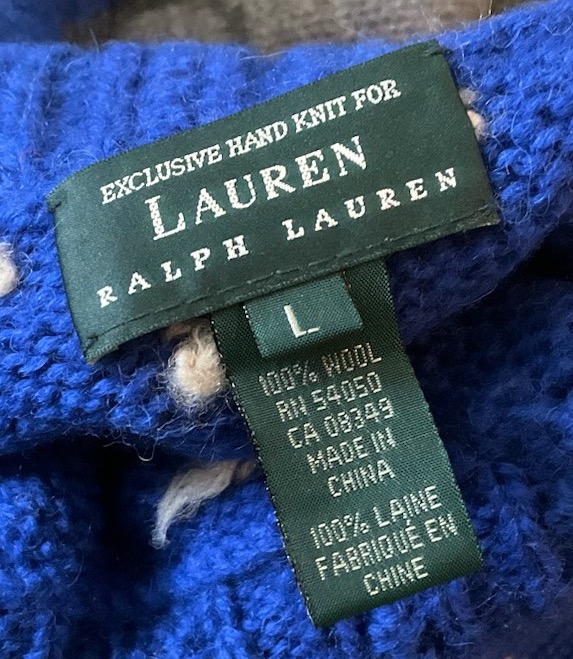 EXCLUSIVE HAND KNIT FOR
LAUREN
RALPH LAUREN
L
100% WOOL
RN 54050
CA 08349
MADE IN
CHINA
100% LAINE
FABRIQUÉ EN
CHINE